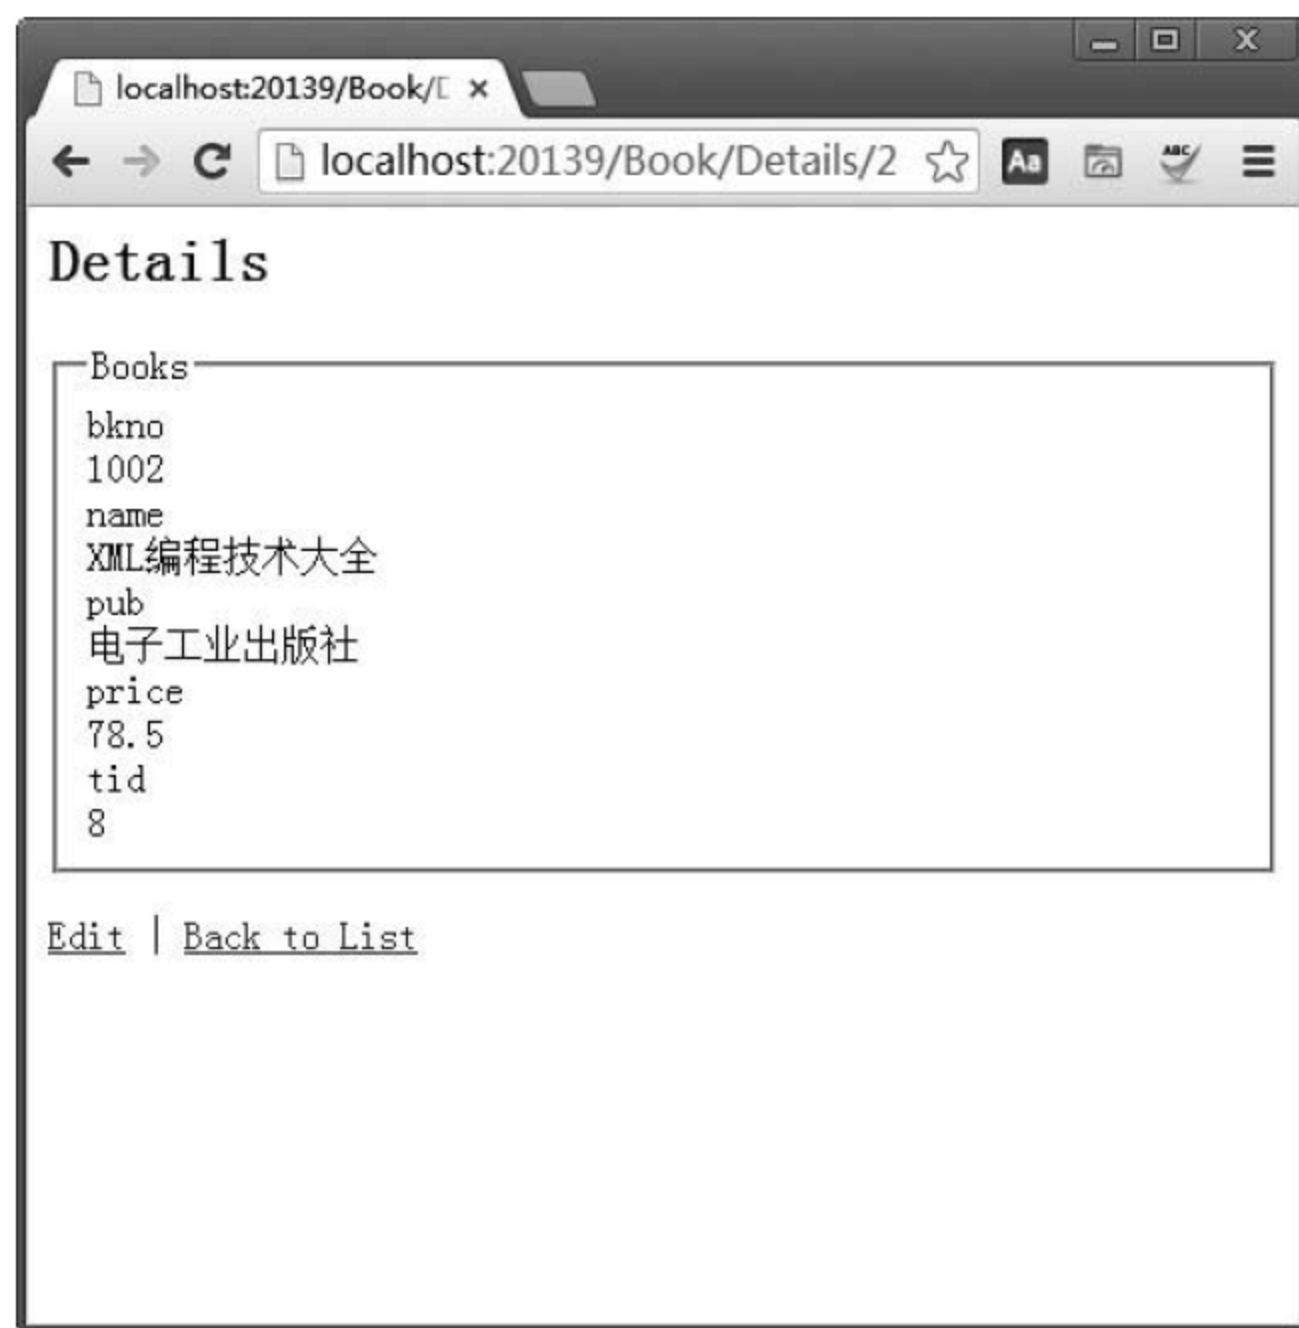 localhost:20139/Book/D
localhost:20139/Book/Details/2
Aa
ABC
Details
Books
bkno
1002
name
XML编程技术大全
pub
电子工业出版社
price
78.5
tid
8
Edit | Back to List